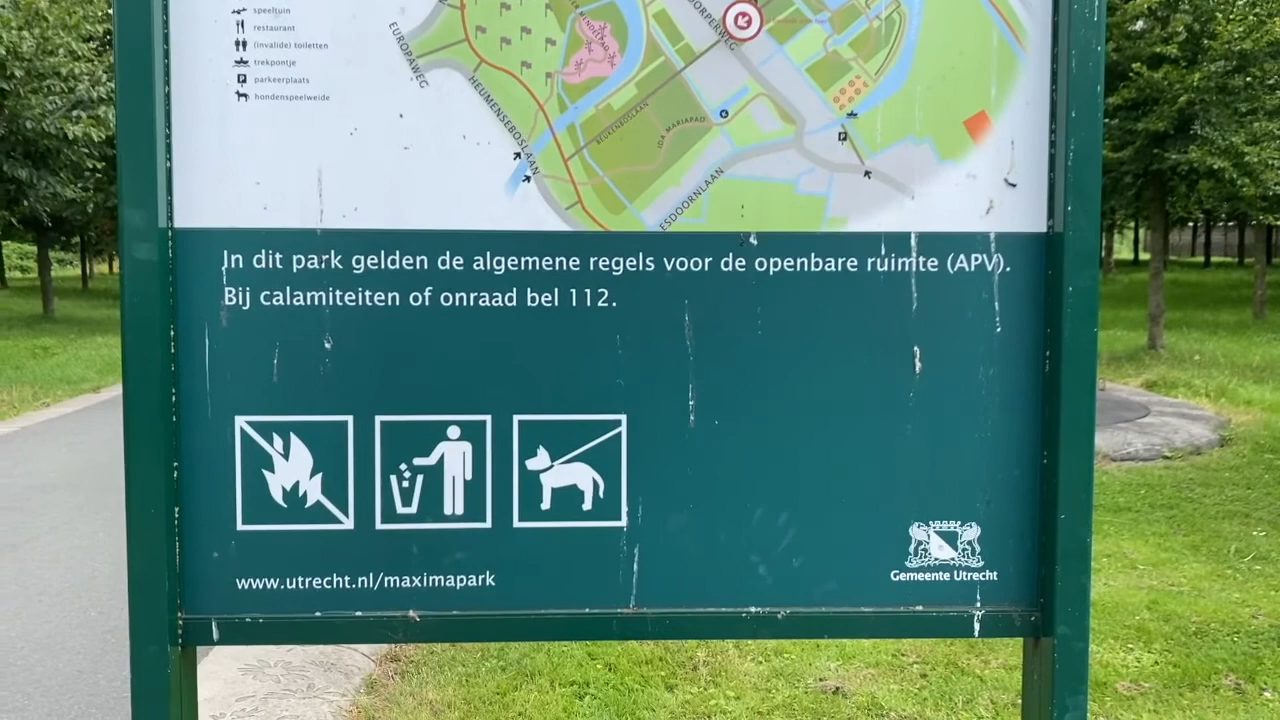 speeltuin
restaurant
(invalide) toiletten
trekpontje
parkeerplaats
hondenspeelweide
EUROPAWEG
HEUMENSEBOSLAAN
BEUKENBOSLAAN
IDA MARIAPAD
ESDOORNLAAN
In dit park gelden de algemene regels voor de openbare ruimte (APV).
Bij calamiteiten of onraad bel 112.
www.utrecht.nl/maximapark
Gemeente Utrecht